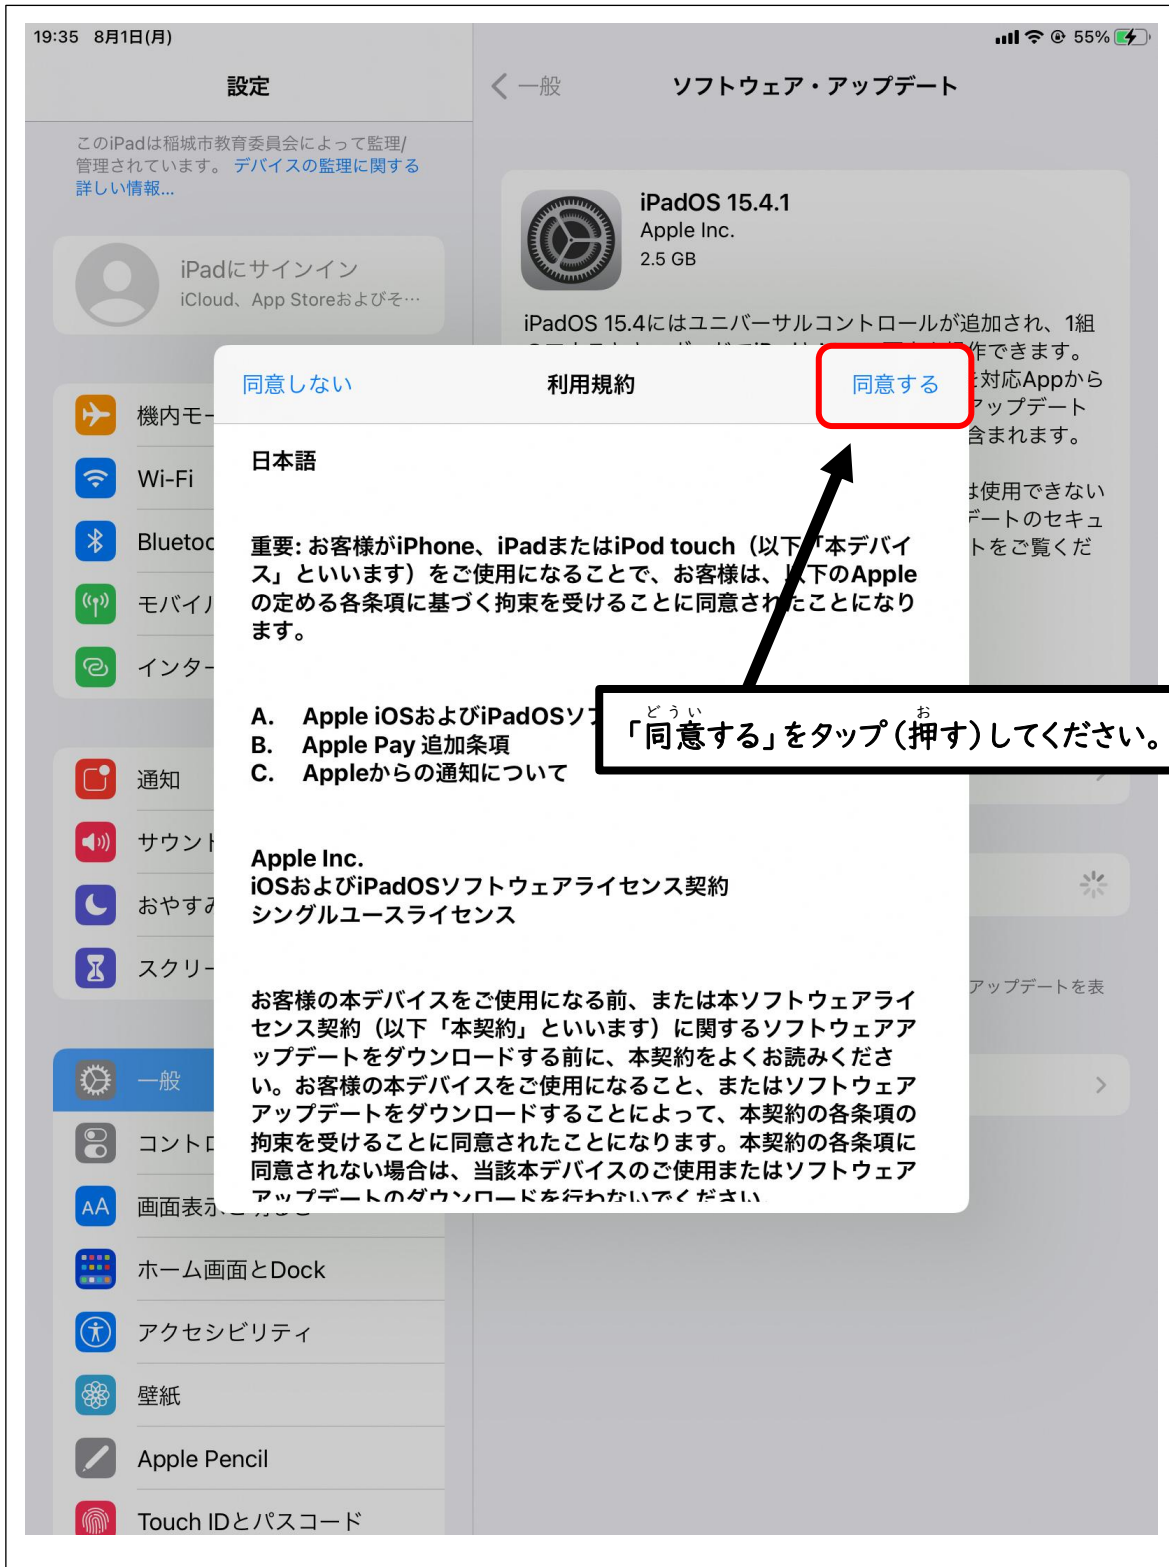 19:35 8月1日(月)
55%
設定
一般
ソフトウェア・アップデート
このiPadは稲城市教育委員会によって監理/
管理されています。 デバイスの監理に関する
詳しい情報...
iPadにサインイン
iCloud、App Storeおよびそ…
iPadOS 15.4.1
Apple Inc.
2.5 GB
iPadOS 15.4にはユニバーサルコントロールが追加され、1組
作できます。
対応Appから
アップデート
含まれます。
は使用できない
デートのセキュ
トをご覧くだ
機内モー
Wi-Fi
Bluetoo
モバイル
インター
通知
サウント
おやすみ
スクリー
一般
コントロ
画面表示
ホーム画面とDock
アクセシビリティ
壁紙
Apple Pencil
Touch IDとパスコード
アップデートを表
同意しない
利用規約
同意する
日本語
重要: お客様がiPhone、iPadまたはiPod touch（以下「本デバイ
ス」といいます）をご使用になることで、お客様は、以下のApple
の定める各条項に基づく拘束を受けることに同意されたことになり
ます。
A. Apple iOSおよびiPadOSソフ
B. Apple Pay 追加条項
C. Appleからの通知について
どうい
お
「同意する」をタップ（押す）してください。
Apple Inc.
iOSおよびiPadOSソフトウェアライセンス契約
シングルユースライセンス
お客様の本デバイスをご使用になる前、または本ソフトウェアライ
センス契約（以下「本契約」といいます）に関するソフトウェアア
ップデートをダウンロードする前に、本契約をよくお読みくださ
い。お客様の本デバイスをご使用になること、またはソフトウェア
アップデートをダウンロードすることによって、本契約の各条項の
拘束を受けることに同意されたことになります。本契約の各条項に
同意されない場合は、当該本デバイスのご使用またはソフトウェア
アップデートのダウンロードを行わないでください。